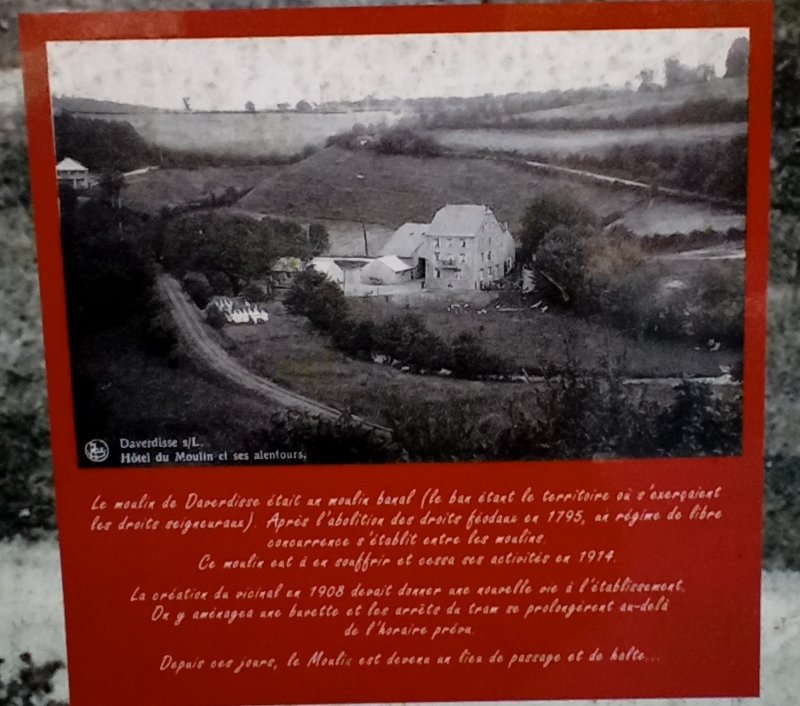 Daverdisse s/L.
Hôtel du Moulin et ses alentours.
Le moulin de Daverdisse était un moulin banal (le ban étant le territoire où s'exerçaient
les droits seigneuraux). Après l'abolition des droits féodaux en 1795, un régime de libre
concurrence s'établit entre les moulins.
Ce moulin eut à en souffrir et cessa ses activités en 1914.
La création du vicinal en 1908 devait donner une nouvelle vie à l'établissement.
On y aménagea une buvette et les arrêts du tram se prolongèrent au-delà
de l'horaire prévu.
Depuis ces jours, le Moulin est devenu un lieu de passage et de halte...